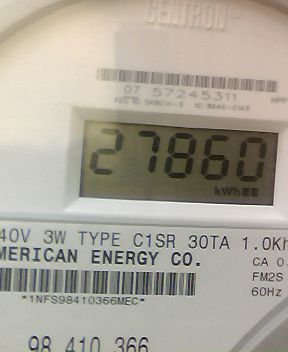 CENTRON
07 57245311
27860
kWh
40V 3W TYPE C1SR 30TA 1.0Kh
MERICAN ENERGY CO.
CA 0.
FM2S
*1NFS98410366MEC*
60Hz
98 410 366